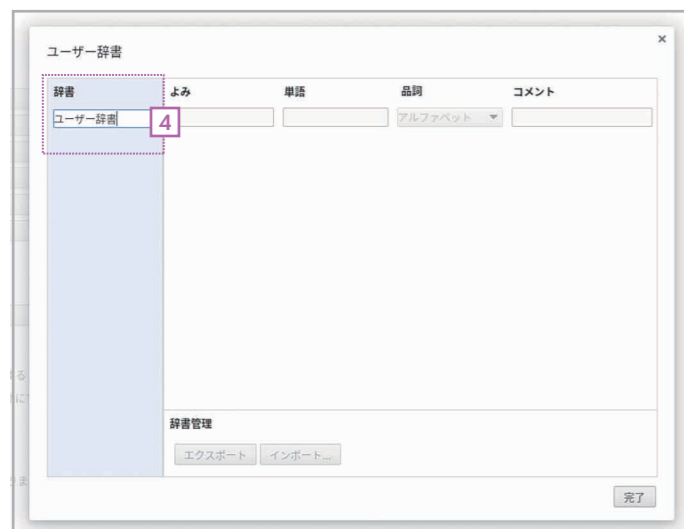 ユーザー辞書
×
辞書 よみ 単語 品詞 コメント
ユーザー辞書 4 アルファベット
辞書管理
エクスポート インポート...
完了